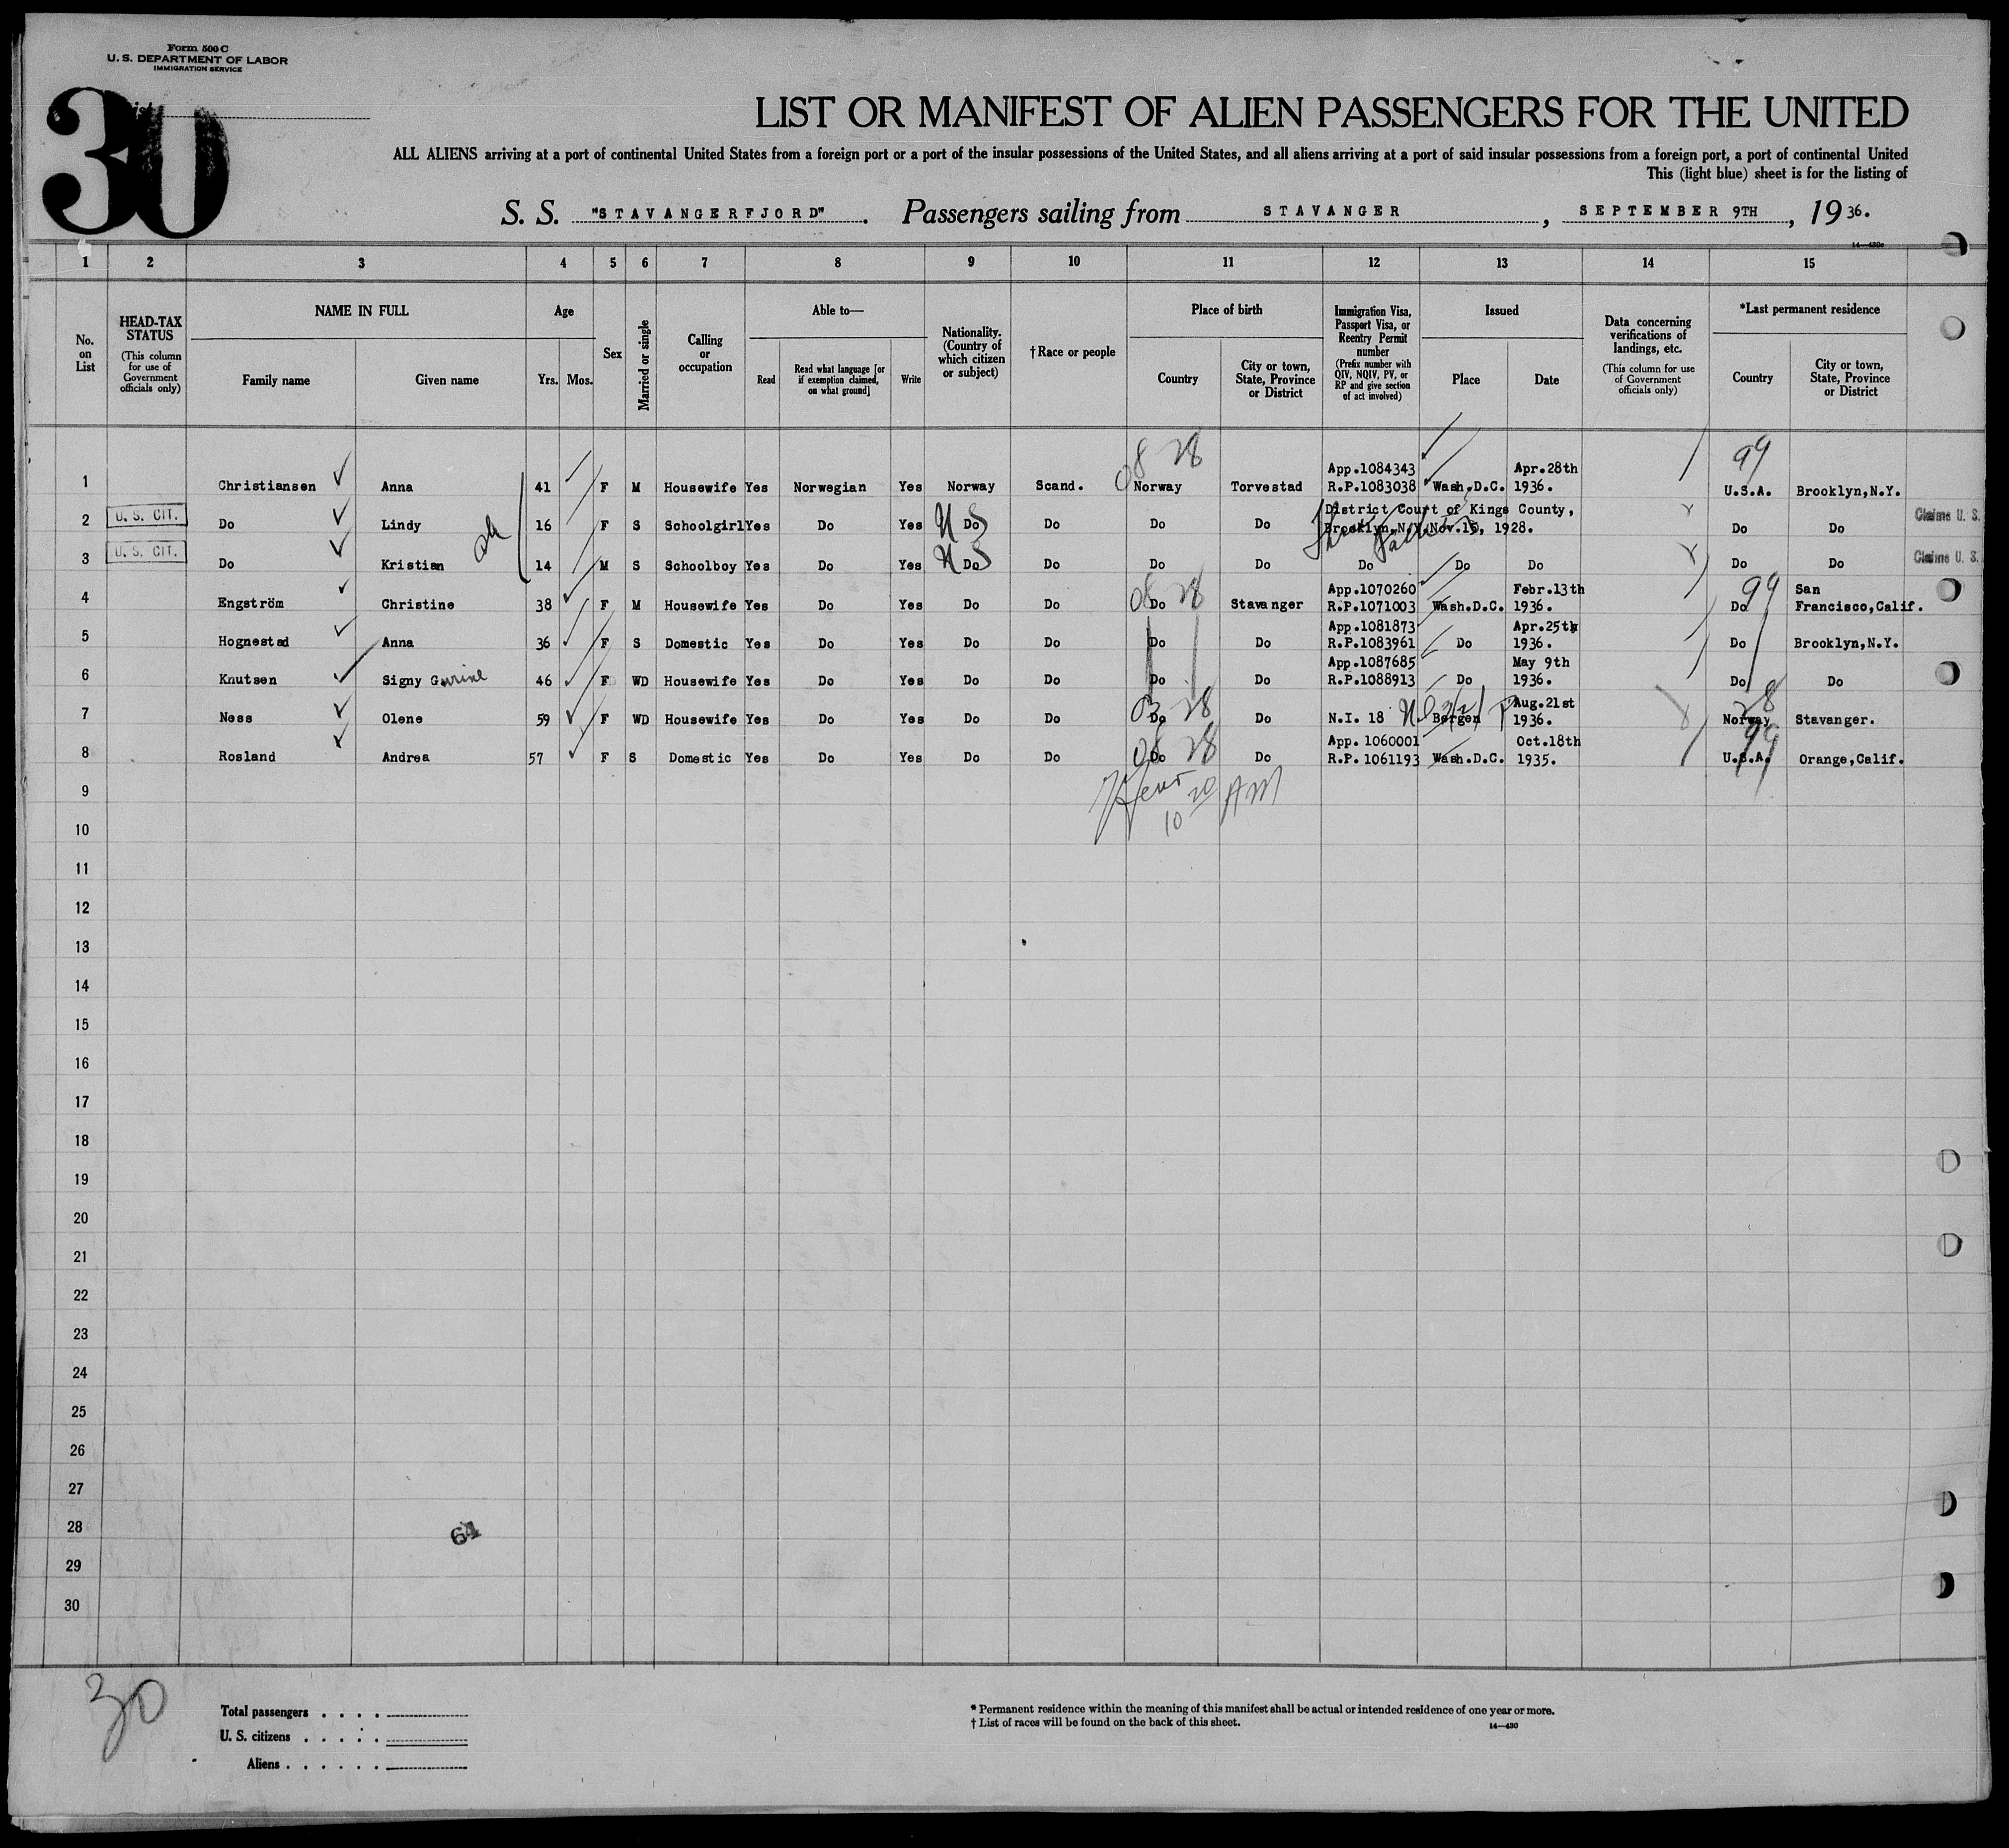 Form 500 C
U. S. DEPARTMENT OF LABOR
IMMIGRATION SERVICE
30
LIST OR MANIFEST OF ALIEN PASSENGERS FOR THE UNITED
ALL ALIENS arriving at a port of continental United States from a foreign port or a port of the insular possessions of the United States, and all aliens arriving at a port of said insular possessions from a foreign port, a port of continental United
This (light blue) sheet is for the listing of
S. S. "STAVANGERFJORD". Passengers sailing from STAVANGER, SEPTEMBER 9TH, 19 36.
1 2 3 4 5 6 7 8 9 10 11 12 13 14 15
No. on List
HEAD-TAX STATUS (This column for use of Government officials only)
NAME IN FULL
Family name
Given name
Age
Yrs. Mos.
Sex
Married or single
Calling or occupation
Able to—
Read
Read what language [or if exemption claimed, on what ground]
Write
Nationality. (Country of which citizen or subject)
†Race or people
Place of birth
Country
City or town, State, Province or District
Immigration Visa, Passport Visa, or Reentry Permit number (Prefix number with QIV, NQIV, PV, or RP and give section of act involved)
Issued
Place
Date
Data concerning verifications of landings, etc. (This column for use of Government officials only)
*Last permanent residence
Country
City or town, State, Province or District
08 28
99
1 Christiansen Anna 41 F M Housewife Yes Norwegian Yes Norway Scand. Norway Torvestad App.1084343 R.P.1083038 Wash.D.C. Apr.28th 1936. U.S.A. Brooklyn,N.Y.
2 U. S. CIT. Do Lindy 16 F S Schoolgirl Yes Do Yes Do US Do Do Do District Court of Kings County, Brooklyn,N.Y.Nov.15, 1928. Do Do Claims U. S.
3 U. S. CIT. Do Kristian 14 M S Schoolboy Yes Do Yes Do US Do Do Do Do Do Do Do Do Claims U. S.
4 Engström Christine 38 F M Housewife Yes Do Yes Do Do Do 08 28 Stavanger App.1070260 R.P.1071003 Wash.D.C. Febr.13th 1936. Do 99 San Francisco,Calif.
5 Hognestad Anna 36 F S Domestic Yes Do Yes Do Do Do Do App.1081873 R.P.1083961 Do Apr.25th 1936. Do Brooklyn,N.Y.
6 Knutsen Signy Gurine 46 F WD Housewife Yes Do Yes Do Do Do Do App.1087685 R.P.1088913 Do May 9th 1936. Do Do
7 Ness Olene 59 F WD Housewife Yes Do Yes Do Do Do 03 28 Do N.I. 18 Bergen Aug.21st 1936. Norway 28 Stavanger.
8 Rosland Andrea 57 F S Domestic Yes Do Yes Do Do Do 08 28 Do App. 1060001 R.P. 1061193 Wash.D.C. Oct.18th 1935. U.S.A. 99 Orange,Calif.
9
10 20 AM
10
11
12
13
14
15
16
17
18
19
20
21
22
23
24
25
26
27
28
64
29
30
30
Total passengers . . . .
U. S. citizens . . . .
Aliens . . . . . .
* Permanent residence within the meaning of this manifest shall be actual or intended residence of one year or more.
† List of races will be found on the back of this sheet.
14—430